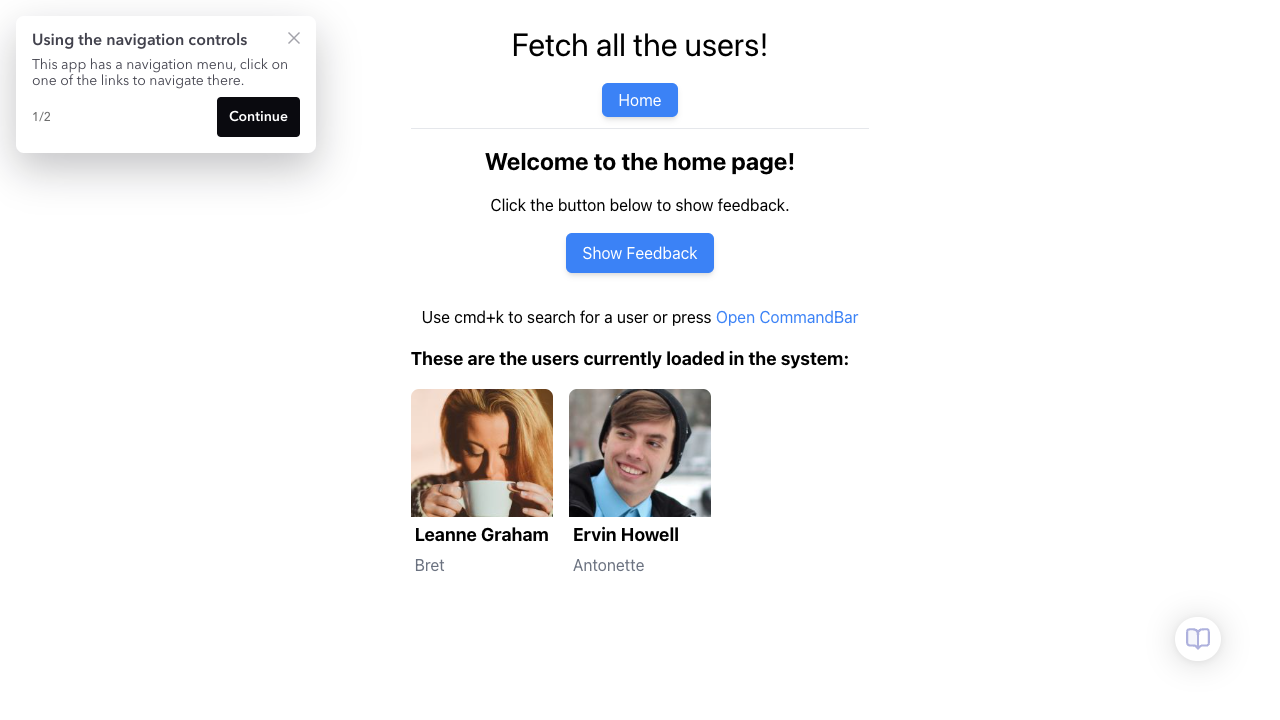 Using the navigation controls
This app has a navigation menu, click on
one of the links to navigate there.
1/2
Continue
Fetch all the users!
Home
Welcome to the home page!
Click the button below to show feedback.
Show Feedback
Use cmd+k to search for a user or press Open CommandBar
These are the users currently loaded in the system:
Leanne Graham
Bret
Ervin Howell
Antonette